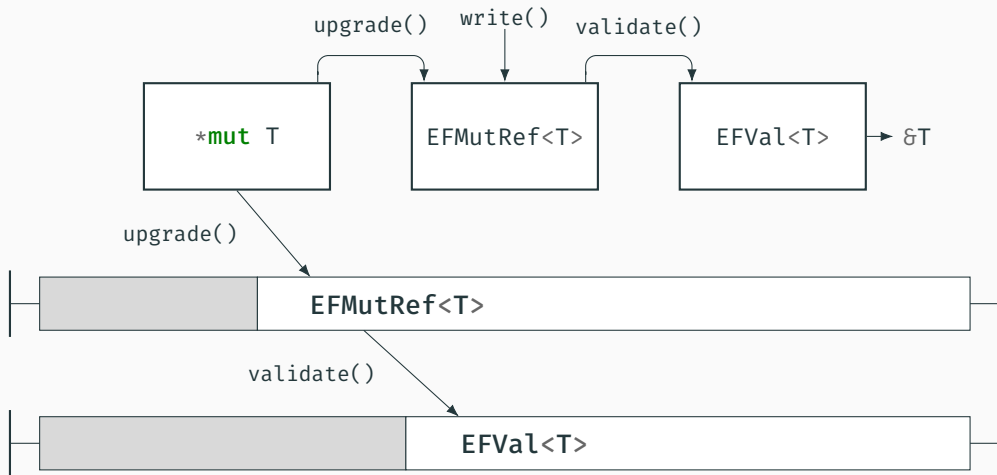 upgrade()
write()
validate()
*mut T
EFMutRef<T>
EFVal<T>
&T
upgrade()
EFMutRef<T>
validate()
EFVal<T>